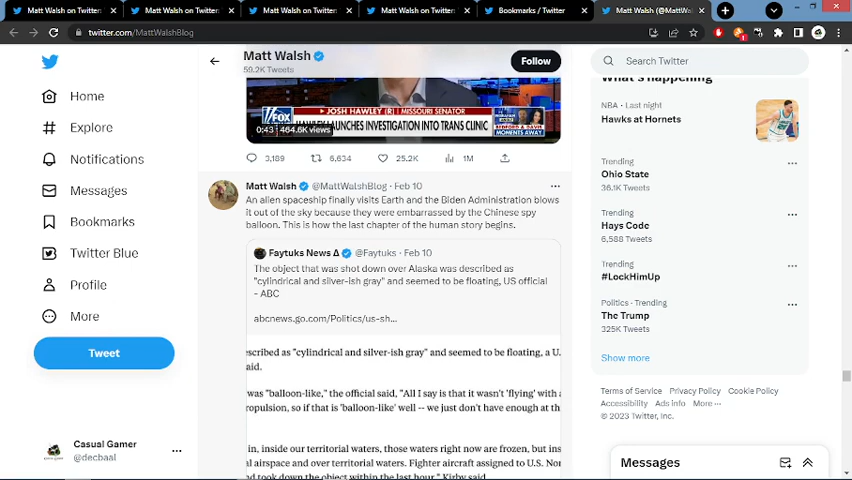 Matt Walsh on Twitter:
Matt Walsh on Twitter:
Matt Walsh on Twitter:
Matt Walsh on Twitter:
Bookmarks / Twitter
Matt Walsh (@MattWal
twitter.com/MattWalshBlog
Home
Explore
Notifications
Messages
Bookmarks
Twitter Blue
Profile
More
Tweet
Casual Gamer
@decbaal
Matt Walsh
59.2K Tweets
Follow
JOSH HAWLEY (R) | MISSOURI SENATOR
FOX
LAUNCHES INVESTIGATION INTO TRANS CLINIC
MOMENTS AWAY
0:43 464.6K views
3,189 6,634 25.2K 1M
Matt Walsh @MattWalshBlog · Feb 10
An alien spaceship finally visits Earth and the Biden Administration blows
it out of the sky because they were embarrassed by the Chinese spy
balloon. This is how the last chapter of the human story begins.
Faytuks News Δ @Faytuks · Feb 10
The object that was shot down over Alaska was described as
"cylindrical and silver-ish gray" and seemed to be floating, US official
- ABC
abcnews.go.com/Politics/us-sh...
escribed as "cylindrical and silver-ish gray" and seemed to be floating, a U.
aid.
was "balloon-like," the official said, "All I say is that it wasn't 'flying' with a
ropulsion, so if that is 'balloon-like' well -- we just don't have enough at th
in, inside our territorial waters, those waters right now are frozen, but ins
al airspace and over territorial waters. Fighter aircraft assigned to U.S. Nor
nd took down the object within the last hour," Kirby said.
Search Twitter
What's happening
NBA · Last night
Hawks at Hornets
Trending
Ohio State
36.1K Tweets
Trending
Hays Code
6,588 Tweets
Trending
#LockHimUp
Politics · Trending
The Trump
325K Tweets
Show more
Terms of Service Privacy Policy Cookie Policy
Accessibility Ads info More ...
© 2023 Twitter, Inc.
Messages